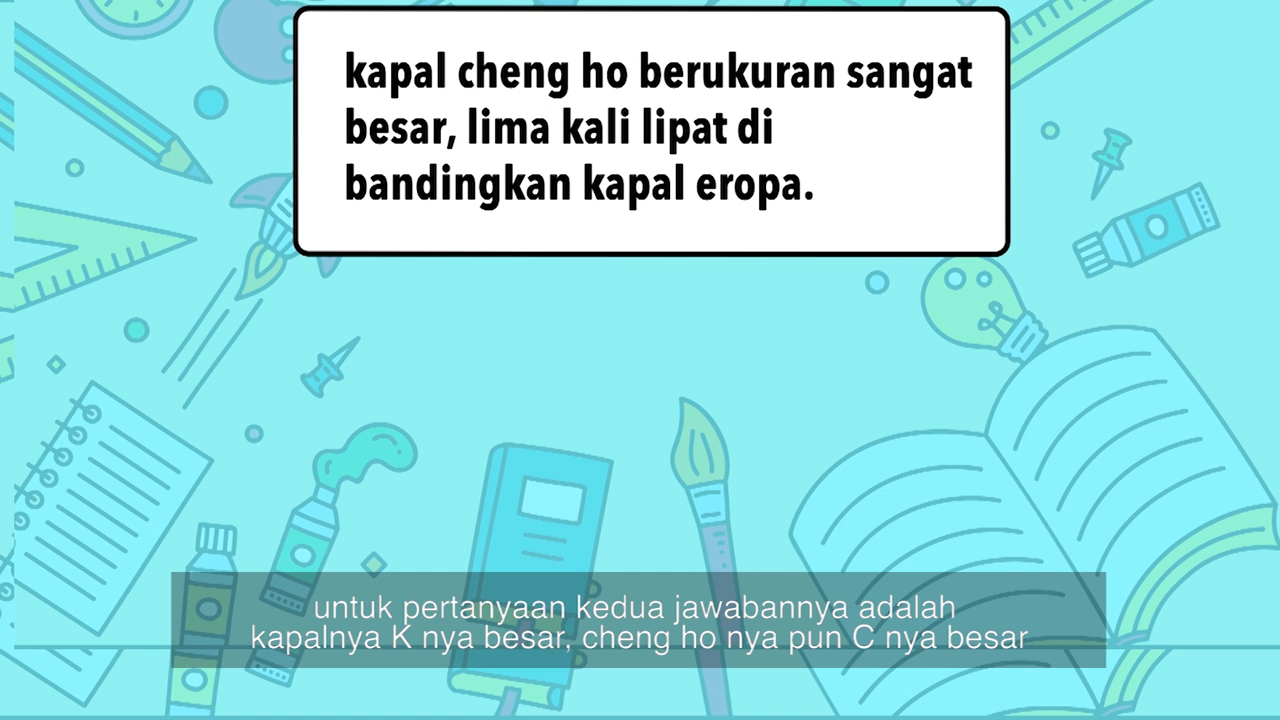 kapal cheng ho berukuran sangat
besar, lima kali lipat di
bandingkan kapal eropa.
untuk pertanyaan kedua jawabannya adalah
kapalnya K nya besar, cheng ho nya pun C nya besar